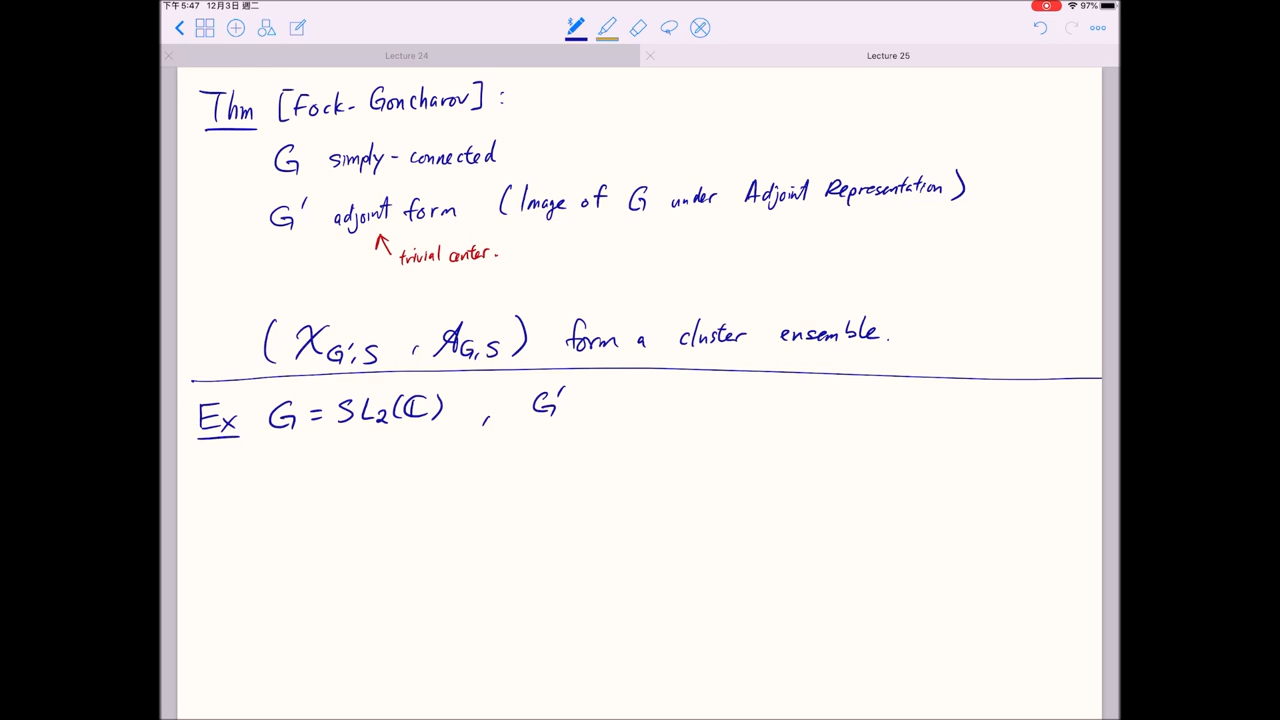 下午5:47 12月3日 週二 97%
Lecture 24 Lecture 25
Thm [Fock-Goncharov] :
G simply-connected
G' adjoint form (Image of G under Adjoint Representation)
trivial center.
(𝒳_{G',S} , 𝒜_{G,S}) form a cluster ensemble.
Ex G = SL₂(ℂ) , G'